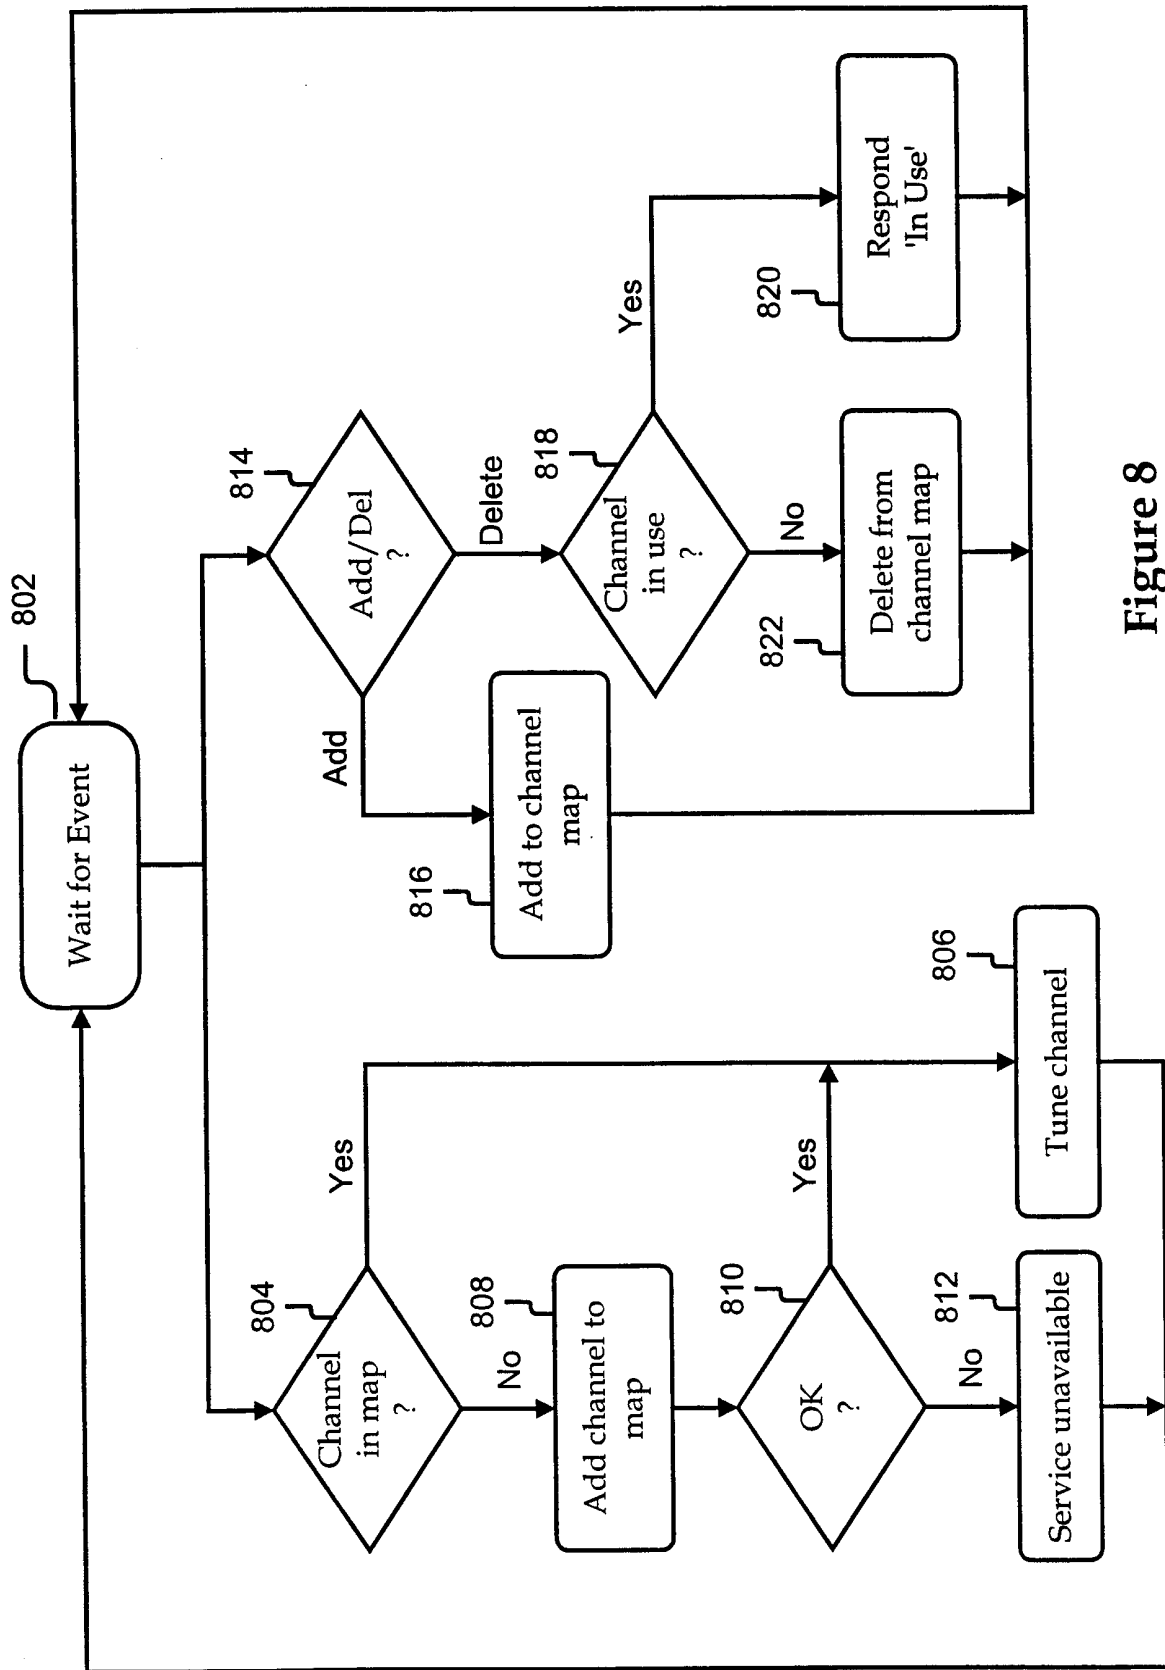 802
Wait for Event
804
Channel
in map
?
Yes
No
808
Add channel to
map
810
OK
?
Yes
No
812
Service unavailable
806
Tune channel
814
Add/Del
?
Add
Delete
816
Add to channel
map
818
Channel
in use
?
Yes
No
822
Delete from
channel map
820
Respond
'In Use'
Figure 8